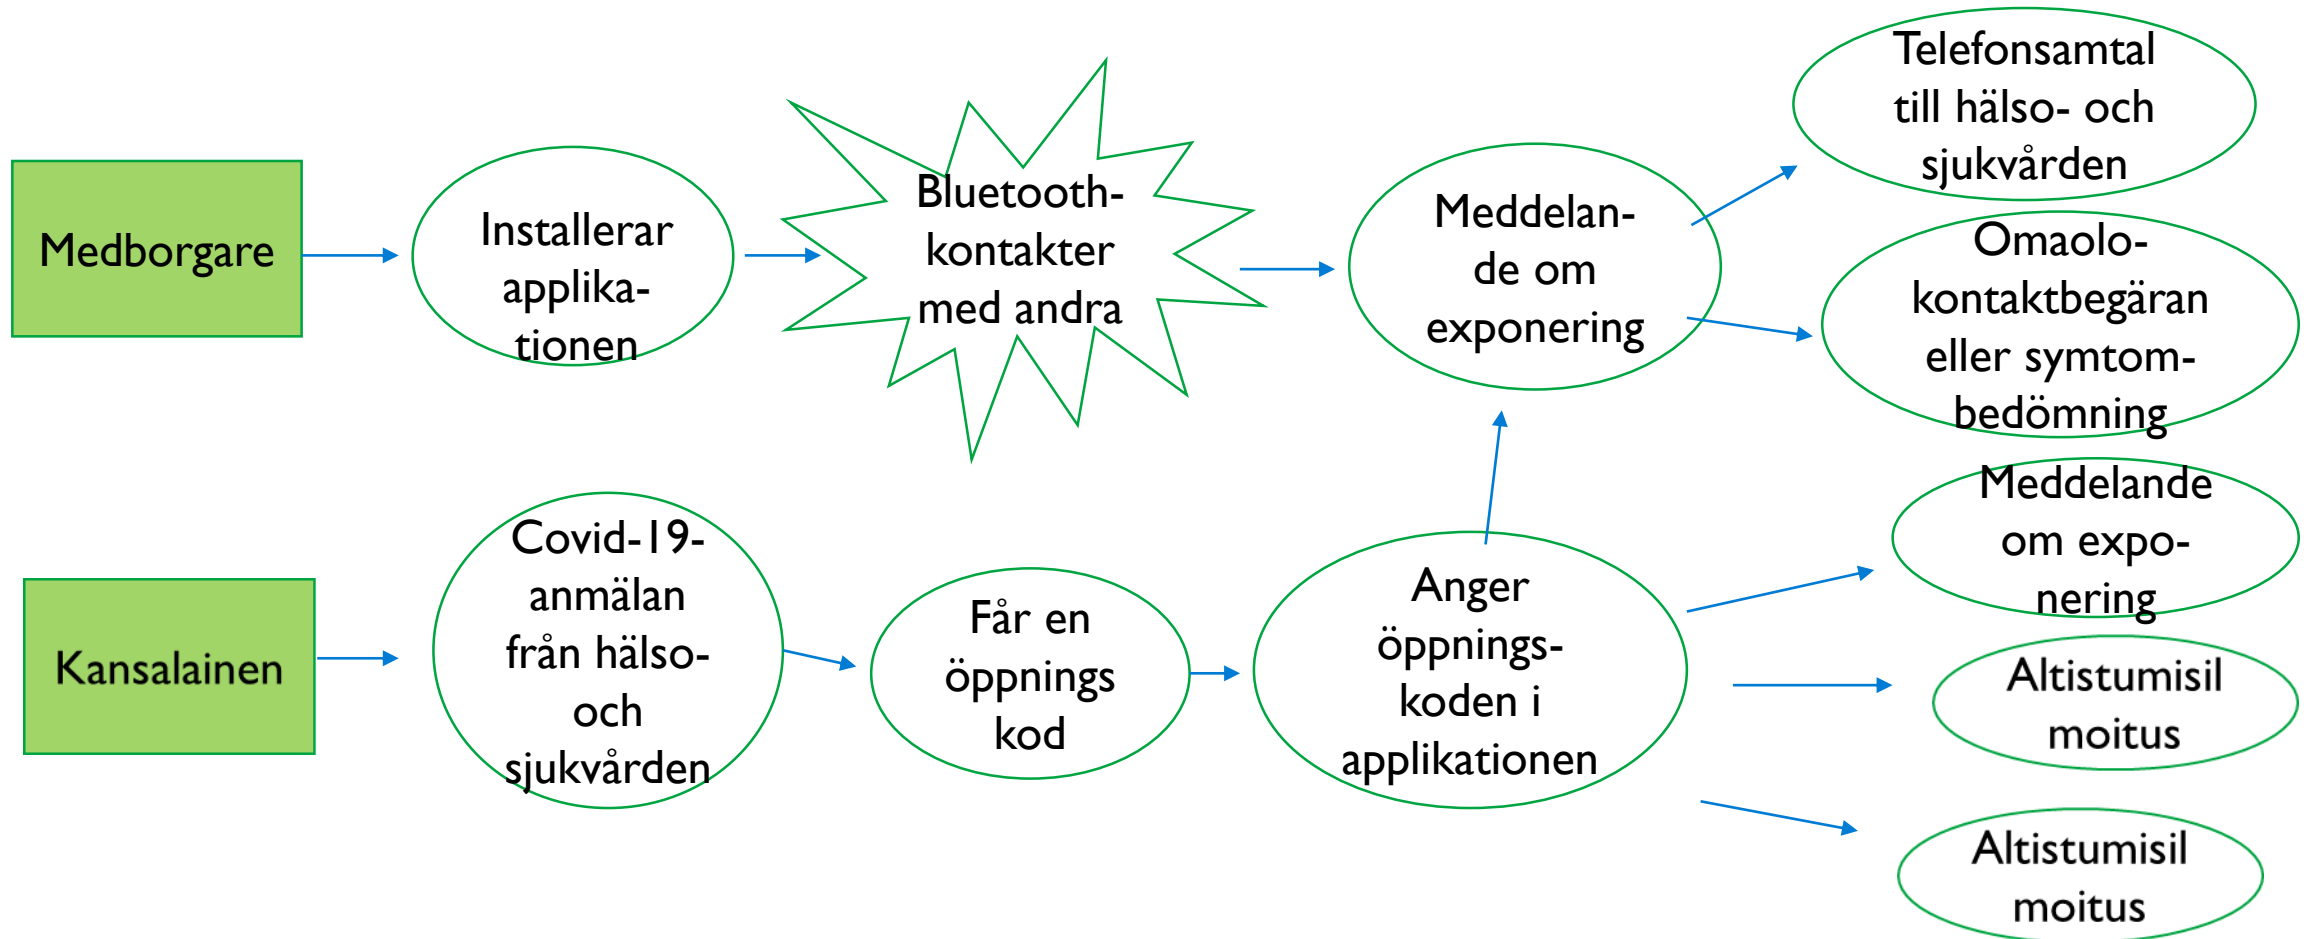 Medborgare
Installerar
applika-
tionen
Bluetooth-
kontakter
med andra
Meddelan-
de om
exponering
Telefonsamtal
till hälso- och
sjukvården
Omaolo-
kontaktbegäran
eller symtom-
bedömning
Kansalainen
Covid-19-
anmälan
från hälso-
och
sjukvården
Får en
öppnings
kod
Anger
öppnings-
koden i
applikationen
Meddelande
om expo-
nering
Altistumisil
moitus
Altistumisil
moitus